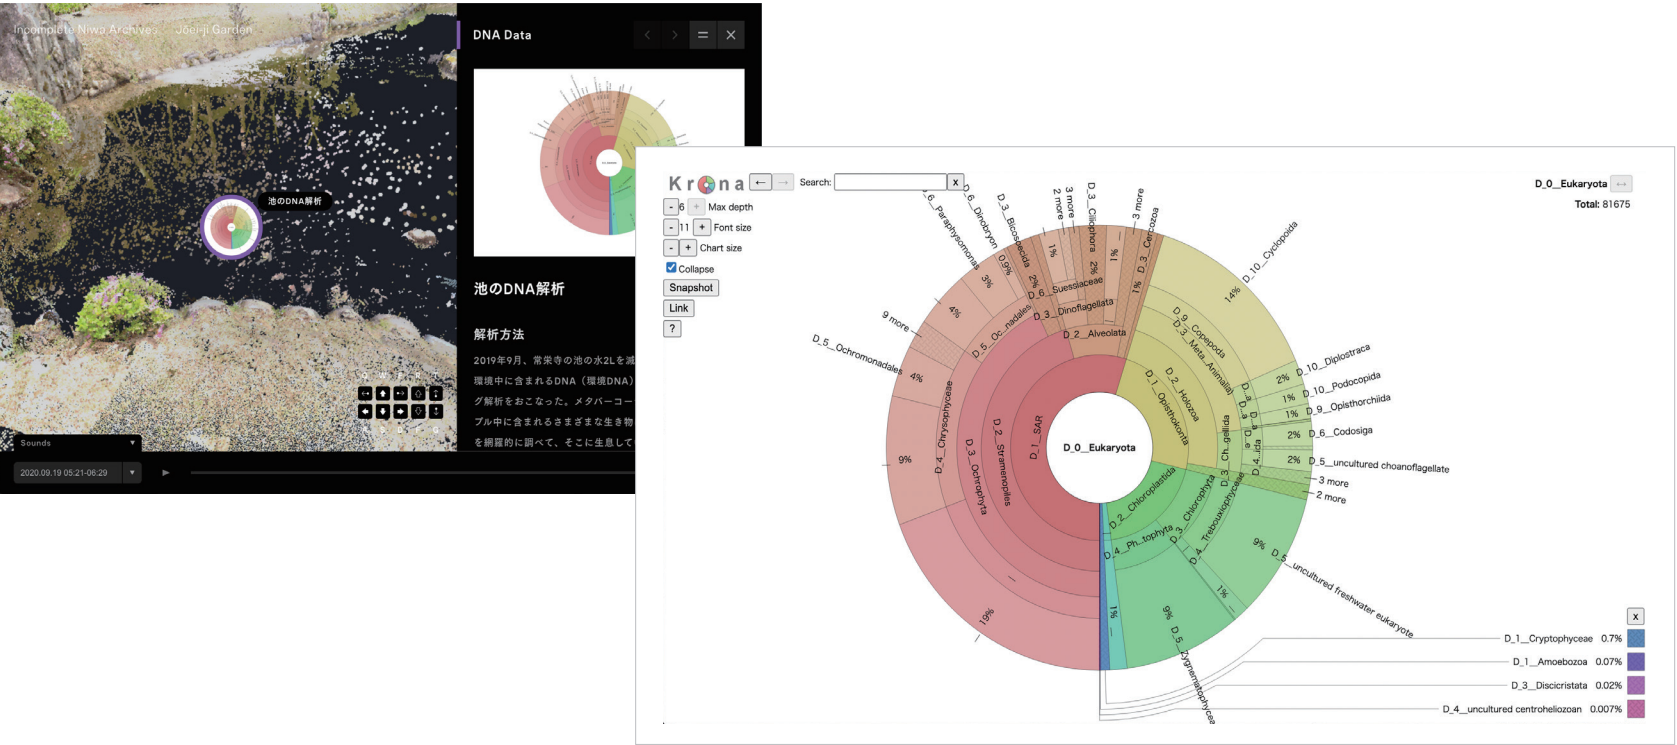 Incomplete Niwa Archives
Joei-ji Garden
池のDNA解析
Sounds
2020.09.19 05:21-06:29
DNA Data
池のDNA解析
解析方法
2019年9月、常栄寺の池の水2Lを減
環境中に含まれるDNA（環境DNA）
グ解析をおこなった。メタバーコー
プル中に含まれるさまざまな生き物
を網羅的に調べて、そこに生息して
Krona
Search:
x
- 6 + Max depth
- 11 + Font size
- + Chart size
Collapse
Snapshot
Link
?
D_0__Eukaryota
Total: 81675
D_0__Eukaryota
D_1__SAR
D_2__Stramenopiles
D_3__Ochrophyta
D_4__Chrysophyceae
D_5__Oc...nadales
19%
9%
4% D_5__Ochromonadales
9 more
4%
3% D_6__Paraphysomonas
0.9% D_6__Dinobryon
2% D_3__Bicosoecida
D_2__Alveolata
D_3__Dinoflagellata
D_6__Suessiaceae
1%
2 more
3 more
2% D_3__Ciliophora
1%
3 more
1% D_3__Cercozoa
D_1__Opisthokonta
D_2__Holozoa
D_3__Meta...Animalia)
D_9__Copepoda
14% D_10__Cyclopoida
2% D_10__Diplostraca
1% D_10__Podocopida
1% D_9__Opisthorchiida
D_3__Ch...gellida
D_4...ida
2% D_6__Codosiga
2% D_5__uncultured choanoflagellate
3 more
2 more
D_2__Chloroplastida
D_3__Chlorophyta
D_4__Trebouxiophyceae
9% D_5__uncultured freshwater eukaryote
1%
D_4__Ph...tophyta
9% D_5__Zygnematophyceae
1%
x
D_1__Cryptophyceae 0.7%
D_1__Amoebozoa 0.07%
D_3__Discicristata 0.02%
D_4__uncultured centroheliozoan 0.007%